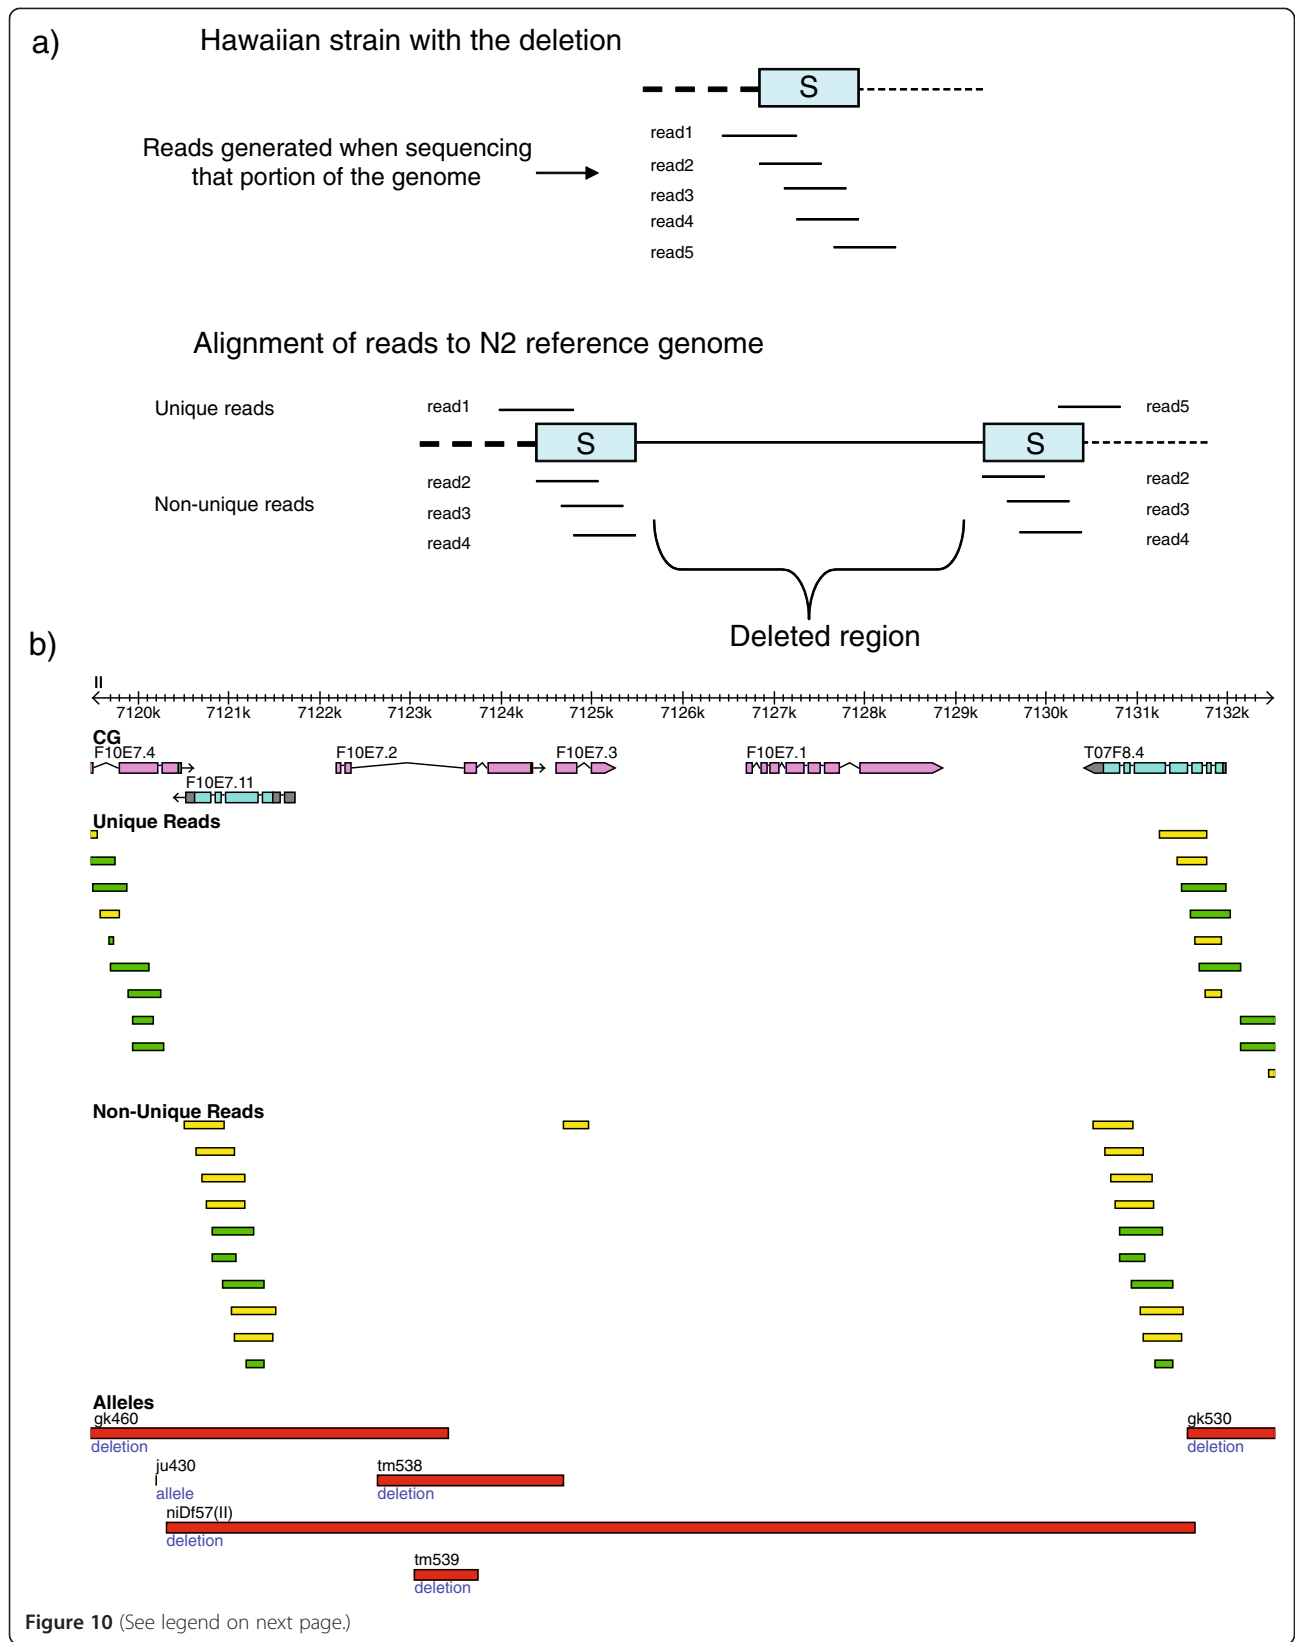 a)
Hawaiian strain with the deletion
S
Reads generated when sequencing
that portion of the genome
read1
read2
read3
read4
read5
Alignment of reads to N2 reference genome
Unique reads
read1
read5
S
S
Non-unique reads
read2
read3
read4
read2
read3
read4
Deleted region
b)
II
7120k 7121k 7122k 7123k 7124k 7125k 7126k 7127k 7128k 7129k 7130k 7131k 7132k
CG
F10E7.4 F10E7.2 F10E7.3 F10E7.1 T07F8.4
F10E7.11
Unique Reads
Non-Unique Reads
Alleles
gk460 gk530
deletion deletion
ju430 tm538
allele deletion
niDf57(II)
deletion
tm539
deletion
Figure 10 (See legend on next page.)